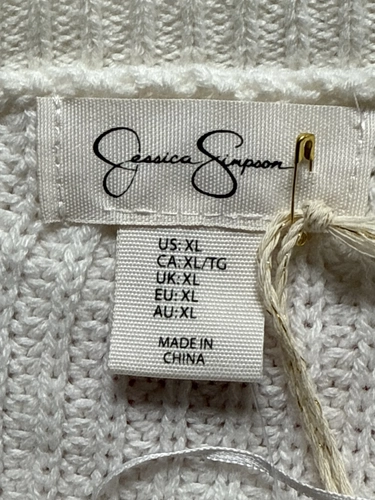 Jessica Simpson
US: XL
CA: XL/TG
UK: XL
EU: XL
AU: XL
MADE IN
CHINA